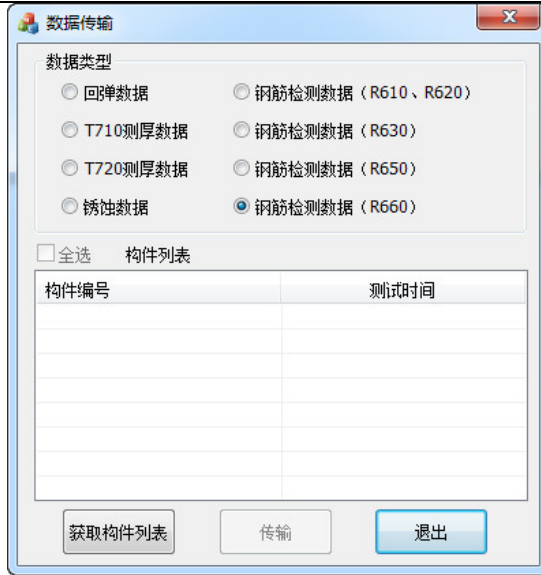 数据传输
数据类型
回弹数据
钢筋检测数据（R610、R620）
T710测厚数据
钢筋检测数据（R630）
T720测厚数据
钢筋检测数据（R650）
锈蚀数据
钢筋检测数据（R660）
全选 构件列表
构件编号 测试时间
获取构件列表 传输 退出